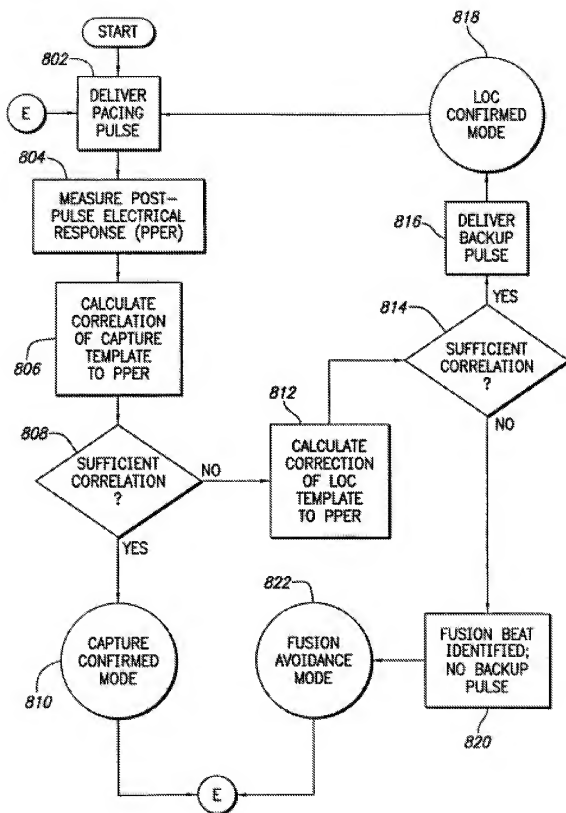 START
802
DELIVER
PACING
PULSE
E
804
MEASURE POST-
PULSE ELECTRICAL
RESPONSE (PPER)
806
CALCULATE
CORRELATION
OF CAPTURE
TEMPLATE
TO PPER
808
SUFFICIENT
CORRELATION
?
NO
YES
810
CAPTURE
CONFIRMED
MODE
812
CALCULATE
CORRECTION
OF LOC
TEMPLATE
TO PPER
814
SUFFICIENT
CORRELATION
?
YES
NO
816
DELIVER
BACKUP
PULSE
818
LOC
CONFIRMED
MODE
FUSION BEAT
IDENTIFIED;
NO BACKUP
PULSE
820
822
FUSION
AVOIDANCE
MODE
E